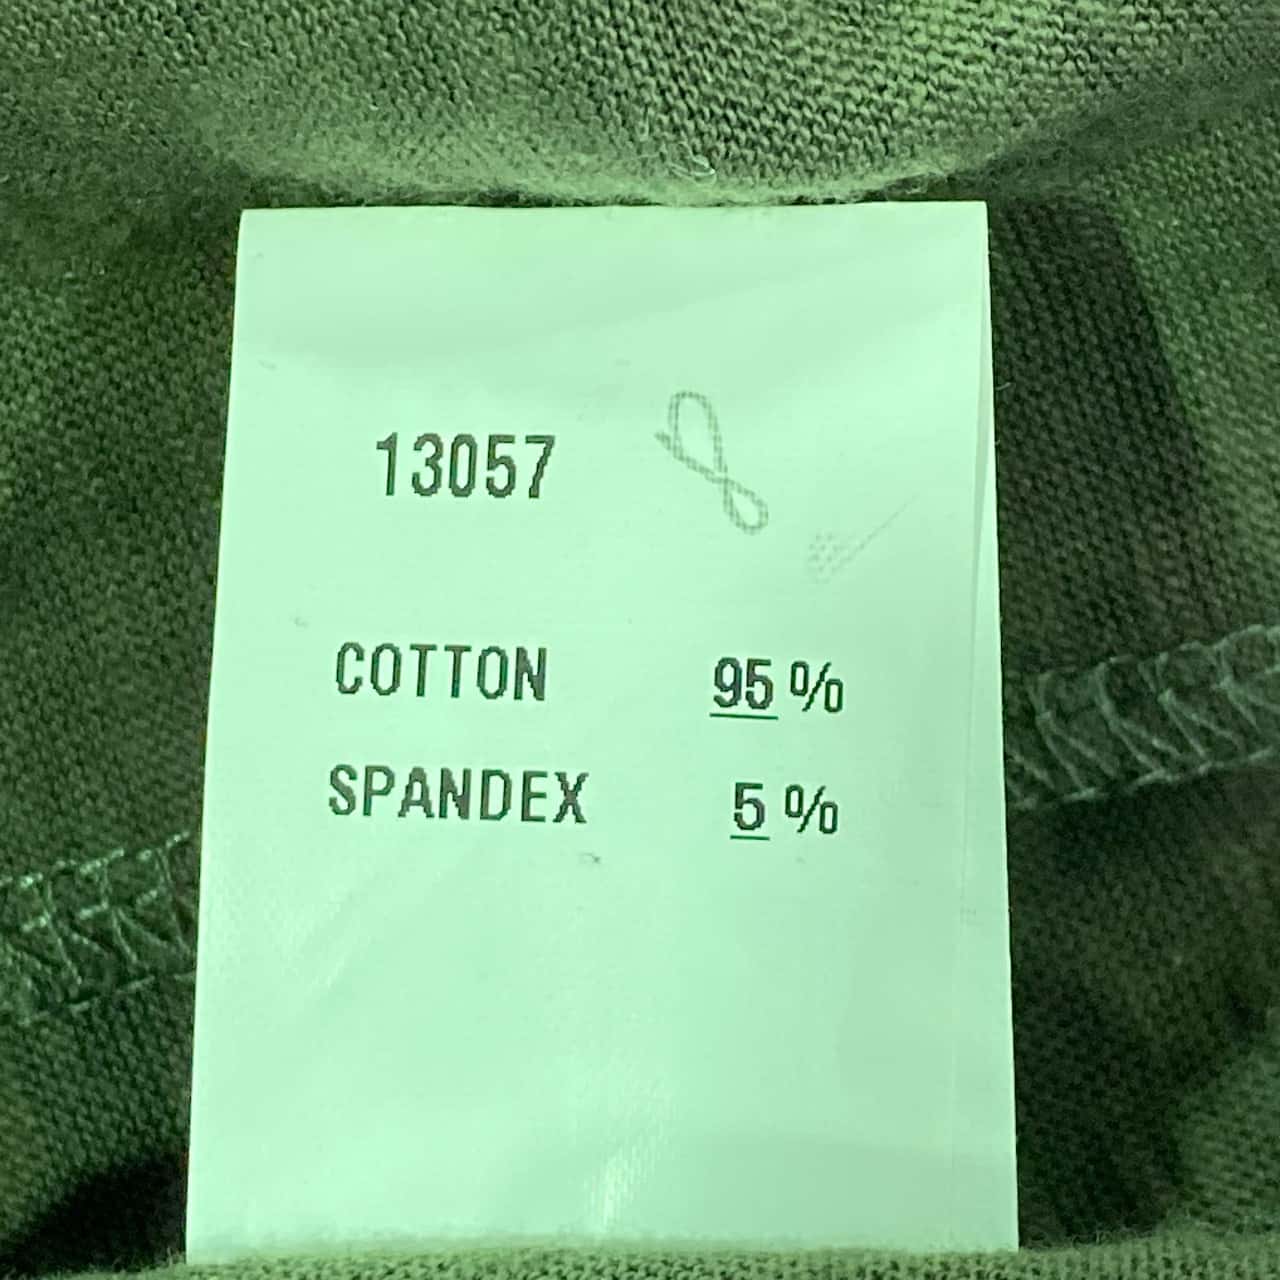 13057
COTTON 95 %
SPANDEX 5 %